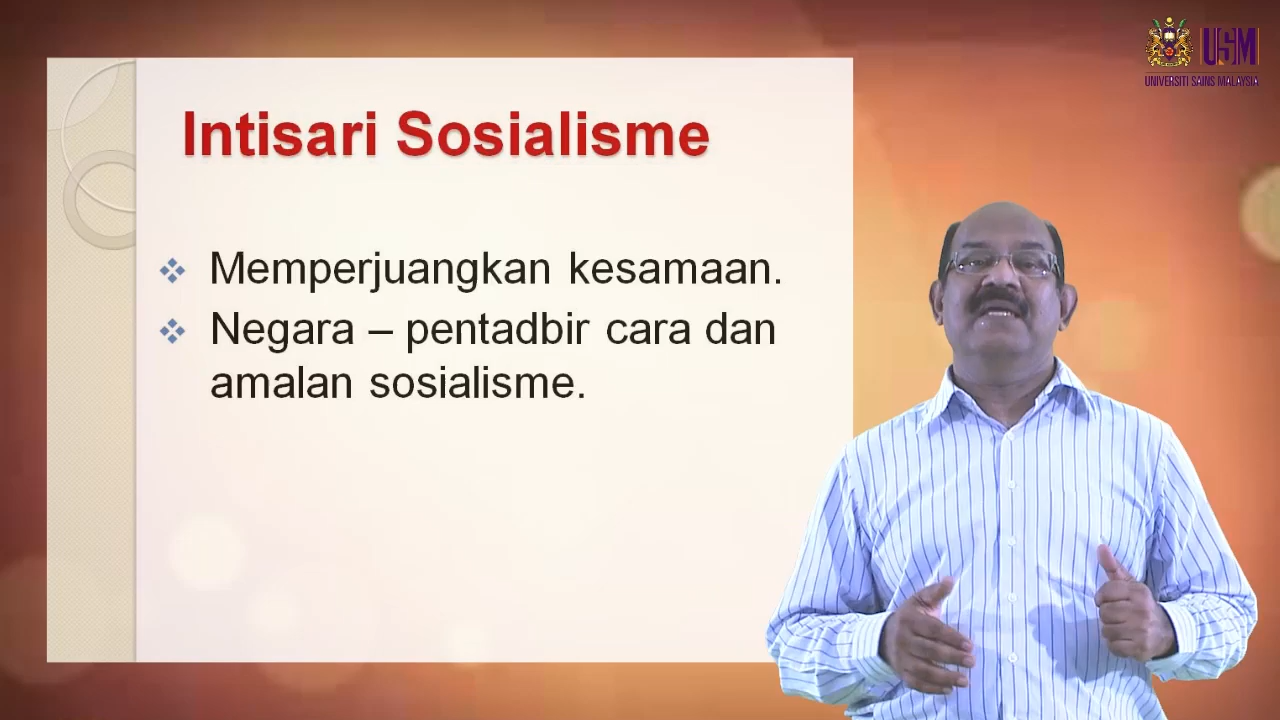 USM
UNIVERSITI SAINS MALAYSIA
Intisari Sosialisme
Memperjuangkan kesamaan.
Negara – pentadbir cara dan
amalan sosialisme.